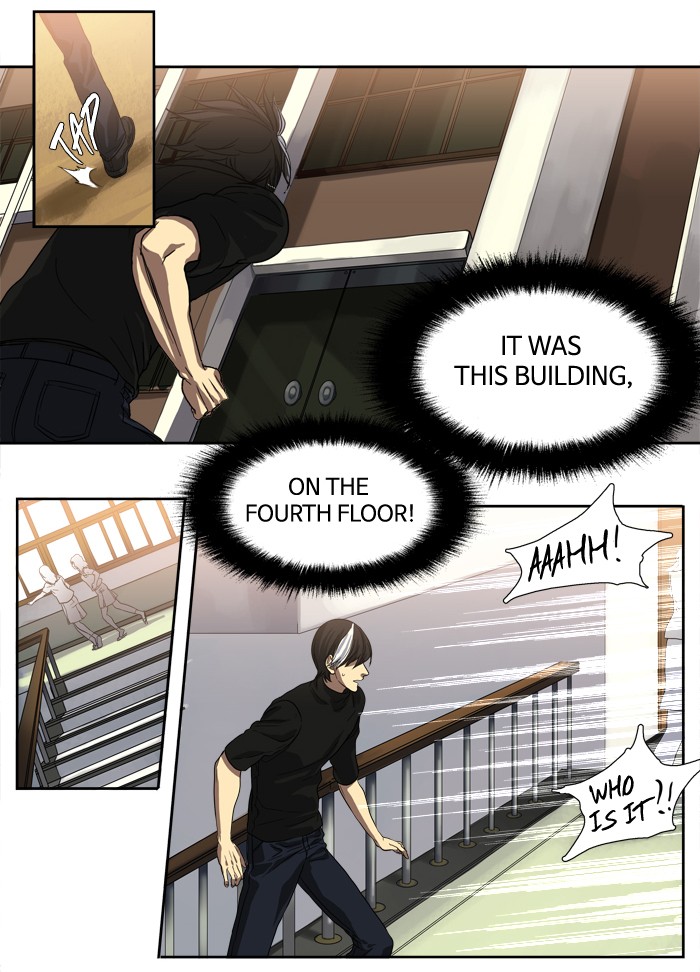 TAP
IT WAS
THIS BUILDING,
ON THE
FOURTH FLOOR!
AAAHH!
WHO
IS IT?!!